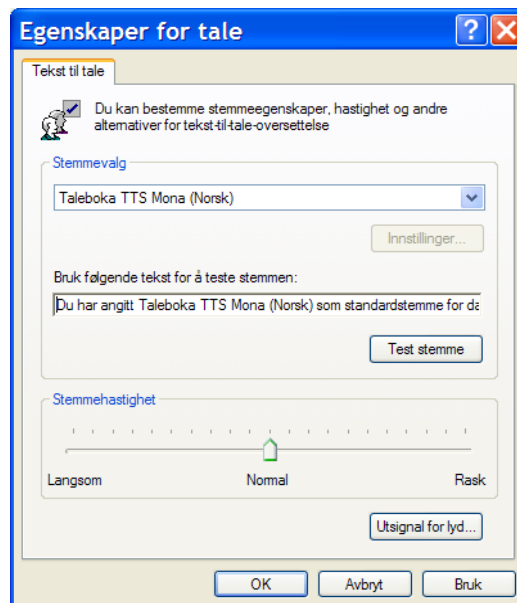 Egenskaper for tale
Tekst til tale
Du kan bestemme stemmeegenskaper, hastighet og andre
alternativer for tekst-til-tale-oversettelse
Stemmevalg
Taleboka TTS Mona (Norsk)
Innstillinger...
Bruk følgende tekst for å teste stemmen:
Du har angitt Taleboka TTS Mona (Norsk) som standardstemme for da
Test stemme
Stemmehastighet
Langsom Normal Rask
Utsignal for lyd...
OK Avbryt Bruk